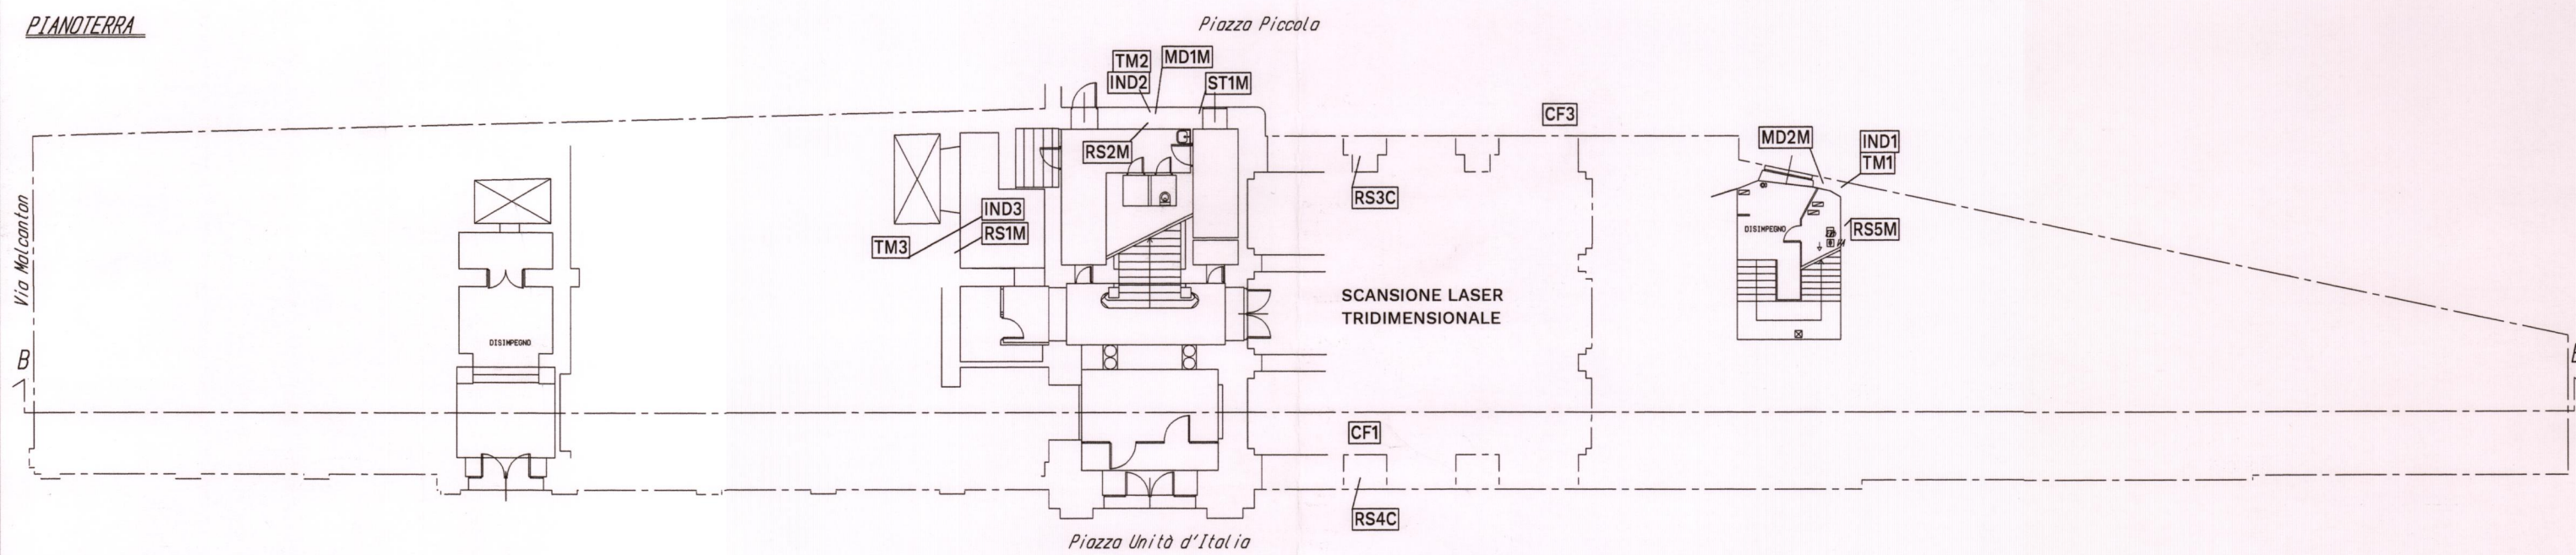 PIANOTERRA
Piazza Piccola
TM2
MD1M
IND2
ST1M
CF3
MD2M
IND1
TM1
RS2M
RS3C
Via Malcanton
IND3
RS1M
TM3
DISIMPEGNO
RS5M
SCANSIONE LASER
TRIDIMENSIONALE
DISIMPEGNO
B
CF1
RS4C
Piazza Unità d'Italia